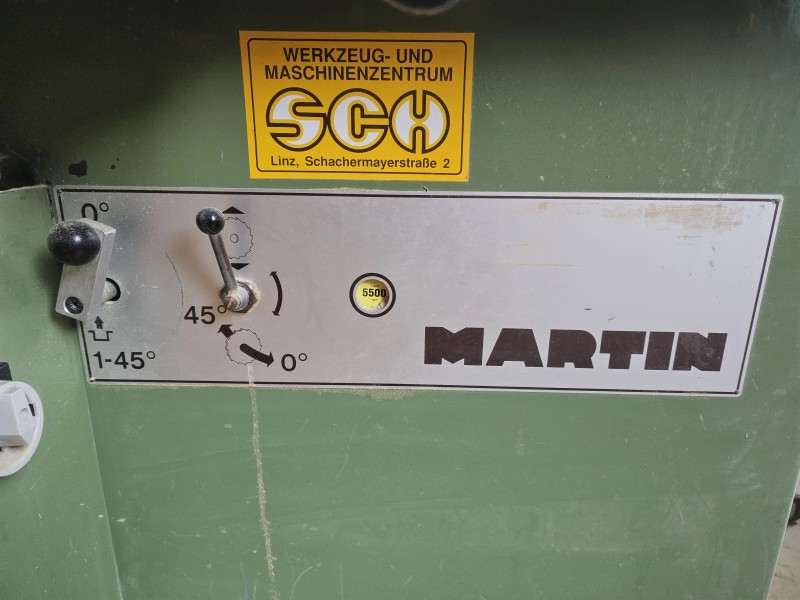 WERKZEUG- UND
MASCHINENZENTRUM
SCH
Linz, Schachermayerstraße 2
0°
45°
5500
1-45°
0°
MARTIN